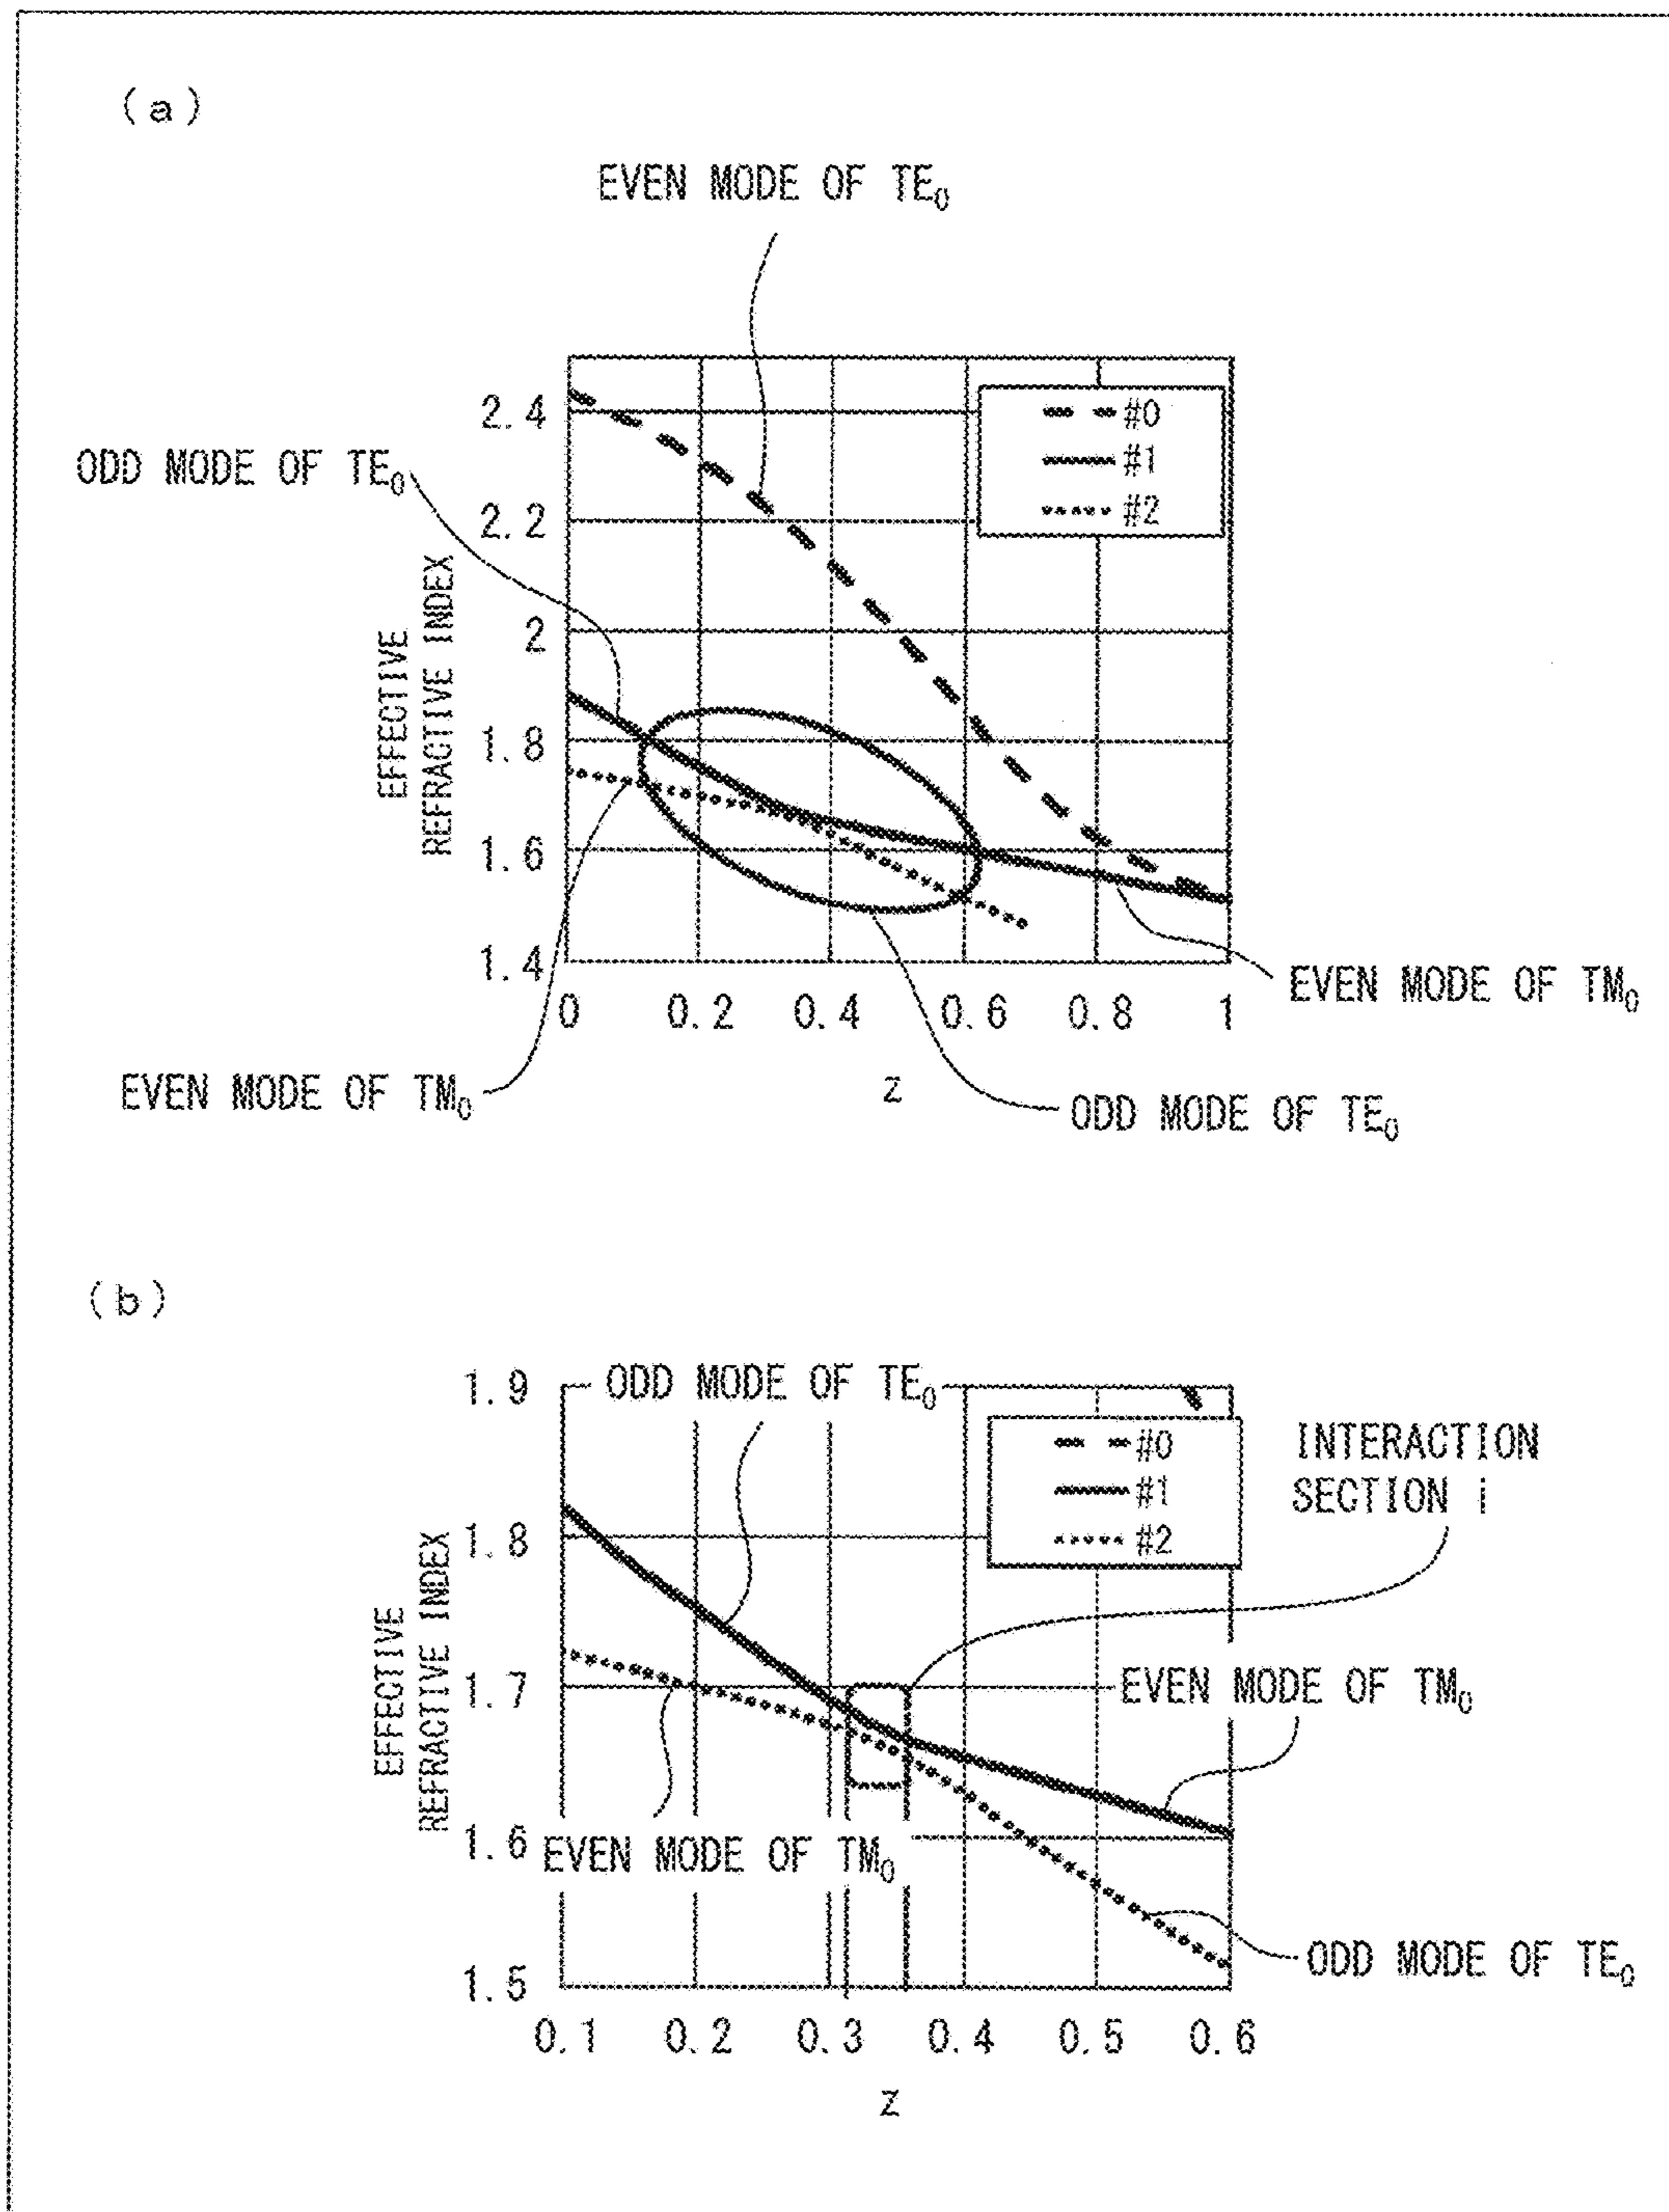 (a)
EVEN MODE OF TE0
ODD MODE OF TE0
EFFECTIVE
REFRACTIVE INDEX
2.4
2.2
2
1.8
1.6
1.4
#0
#1
#2
0 0.2 0.4 0.6 0.8 1
z
EVEN MODE OF TM0
EVEN MODE OF TM0
ODD MODE OF TE0
(b)
ODD MODE OF TE0
EFFECTIVE
REFRACTIVE INDEX
1.9
1.8
1.7
1.6
1.5
#0
#1
#2
INTERACTION
SECTION i
EVEN MODE OF TM0
EVEN MODE OF TM0
ODD MODE OF TE0
0.1 0.2 0.3 0.4 0.5 0.6
z